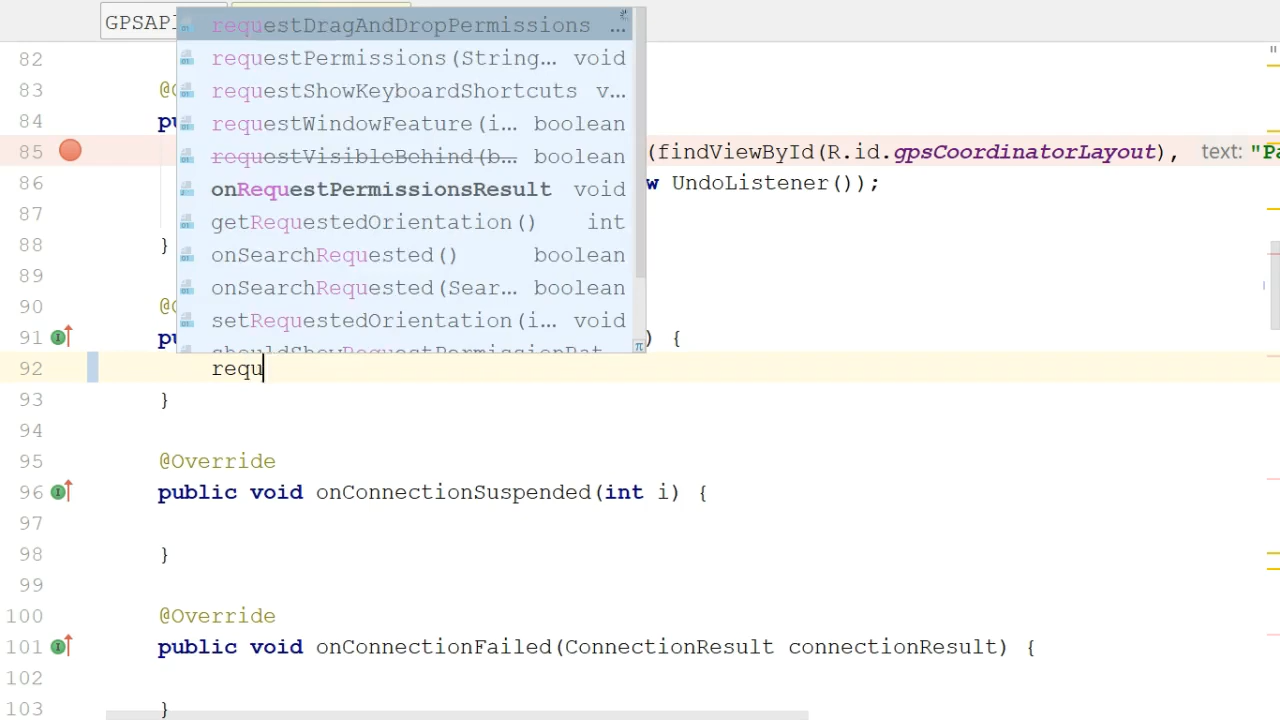 GPSAPI
requestDragAndDropPermissions ...
82
requestPermissions(String... void
83 @O
requestShowKeyboardShortcuts v...
84 pu
requestWindowFeature(i... boolean
85 (findViewById(R.id.gpsCoordinatorLayout), text: "Pa
requestVisibleBehind(b... boolean
86 w UndoListener());
onRequestPermissionsResult void
87
getRequestedOrientation() int
88 }
onSearchRequested() boolean
89
onSearchRequested(Sear... boolean
90 @O
setRequestedOrientation(i... void
91 pu ) {
shouldShowRequestPermissionRat
π
92 requ
93 }
94
95 @Override
96 public void onConnectionSuspended(int i) {
97
98 }
99
100 @Override
101 public void onConnectionFailed(ConnectionResult connectionResult) {
102
103 }